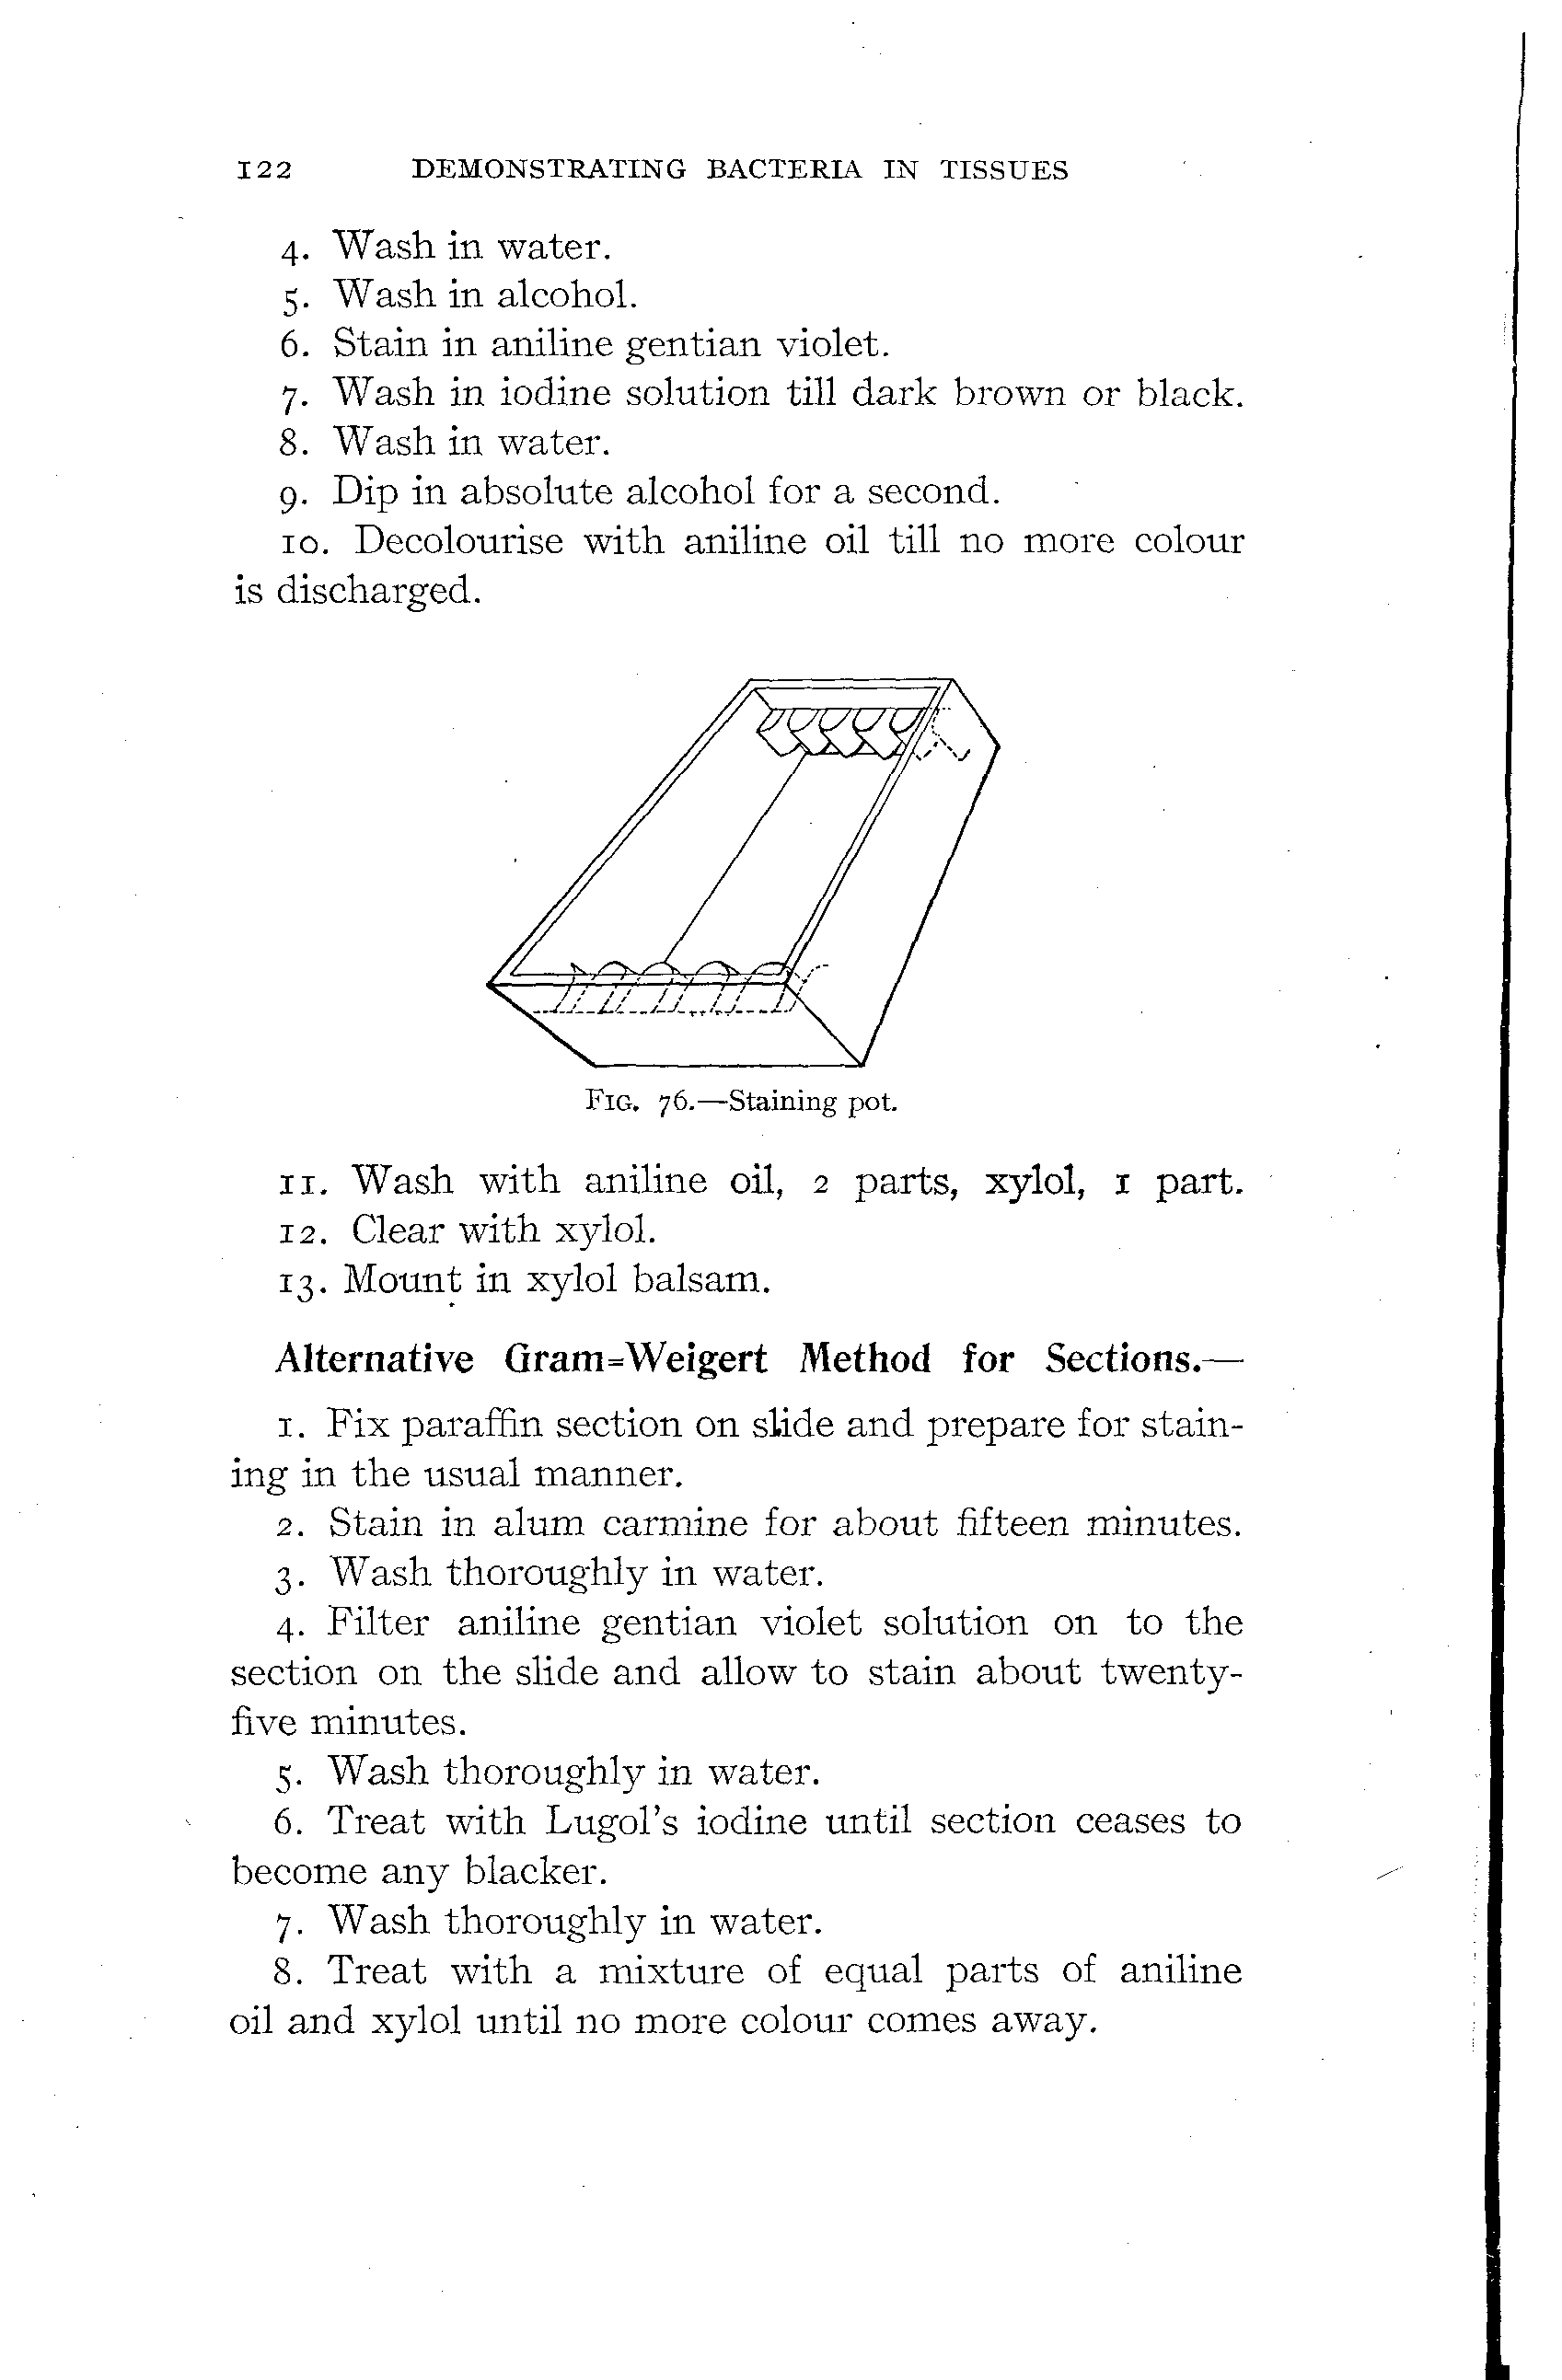 122 DEMONSTRATING BACTERIA IN TISSUES
4. Wash in water.
5. Wash in alcohol.
6. Stain in aniline gentian violet.
7. Wash in iodine solution till dark brown or black.
8. Wash in water.
9. Dip in absolute alcohol for a second.
10. Decolourise with aniline oil till no more colour
is discharged.
FIG. 76.—Staining pot.
11. Wash with aniline oil, 2 parts, xylol, 1 part.
12. Clear with xylol.
13. Mount in xylol balsam.
Alternative Gram=Weigert Method for Sections.—
1. Fix paraffin section on slide and prepare for stain-
ing in the usual manner.
2. Stain in alum carmine for about fifteen minutes.
3. Wash thoroughly in water.
4. Filter aniline gentian violet solution on to the
section on the slide and allow to stain about twenty-
five minutes.
5. Wash thoroughly in water.
6. Treat with Lugol's iodine until section ceases to
become any blacker.
7. Wash thoroughly in water.
8. Treat with a mixture of equal parts of aniline
oil and xylol until no more colour comes away.